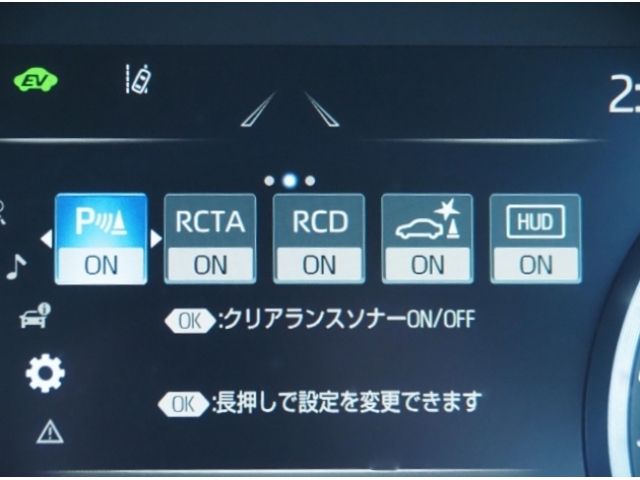 EV
2:
P RCTA RCD HUD
ON ON ON ON ON
OK:クリアランスソナーON/OFF
OK:長押しで設定を変更できます